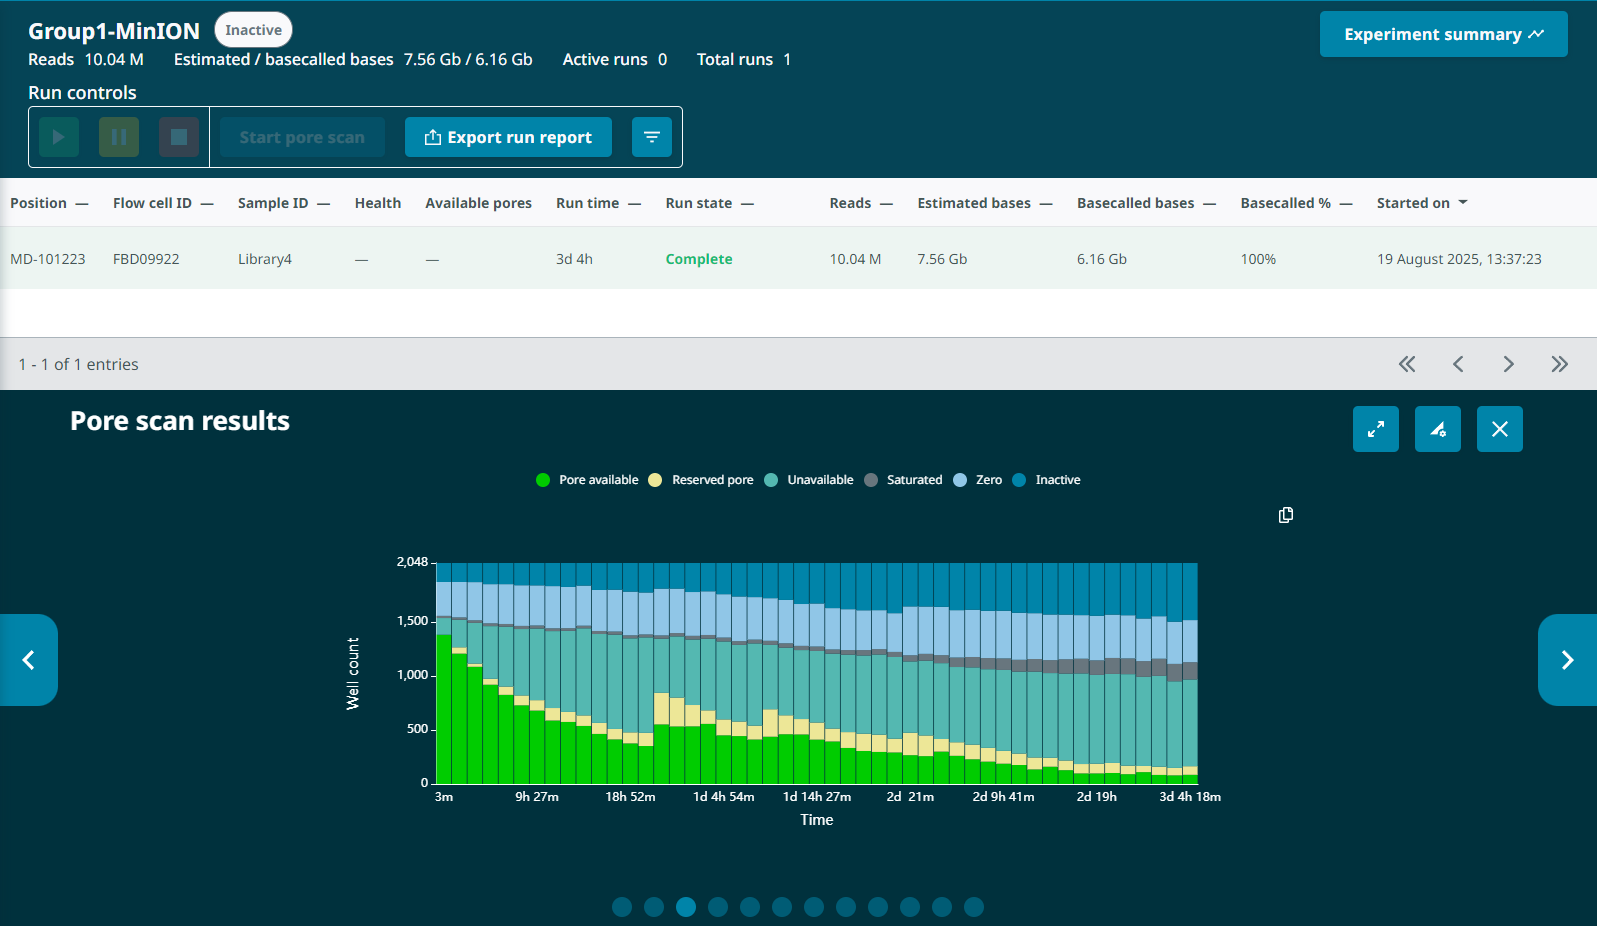 Group1-MinION Inactive
Experiment summary
Reads 10.04 M Estimated / basecalled bases 7.56 Gb / 6.16 Gb Active runs 0 Total runs 1
Run controls
Start pore scan Export run report
Position — Flow cell ID — Sample ID — Health Available pores Run time — Run state — Reads — Estimated bases — Basecalled bases — Basecalled % — Started on
MD-101223 FBD09922 Library4 — — 3d 4h Complete 10.04 M 7.56 Gb 6.16 Gb 100% 19 August 2025, 13:37:23
1 - 1 of 1 entries
Pore scan results
Pore available Reserved pore Unavailable Saturated Zero Inactive
2,048
1,500
1,000
500
0
Well count
3m 9h 27m 18h 52m 1d 4h 54m 1d 14h 27m 2d 21m 2d 9h 41m 2d 19h 3d 4h 18m
Time